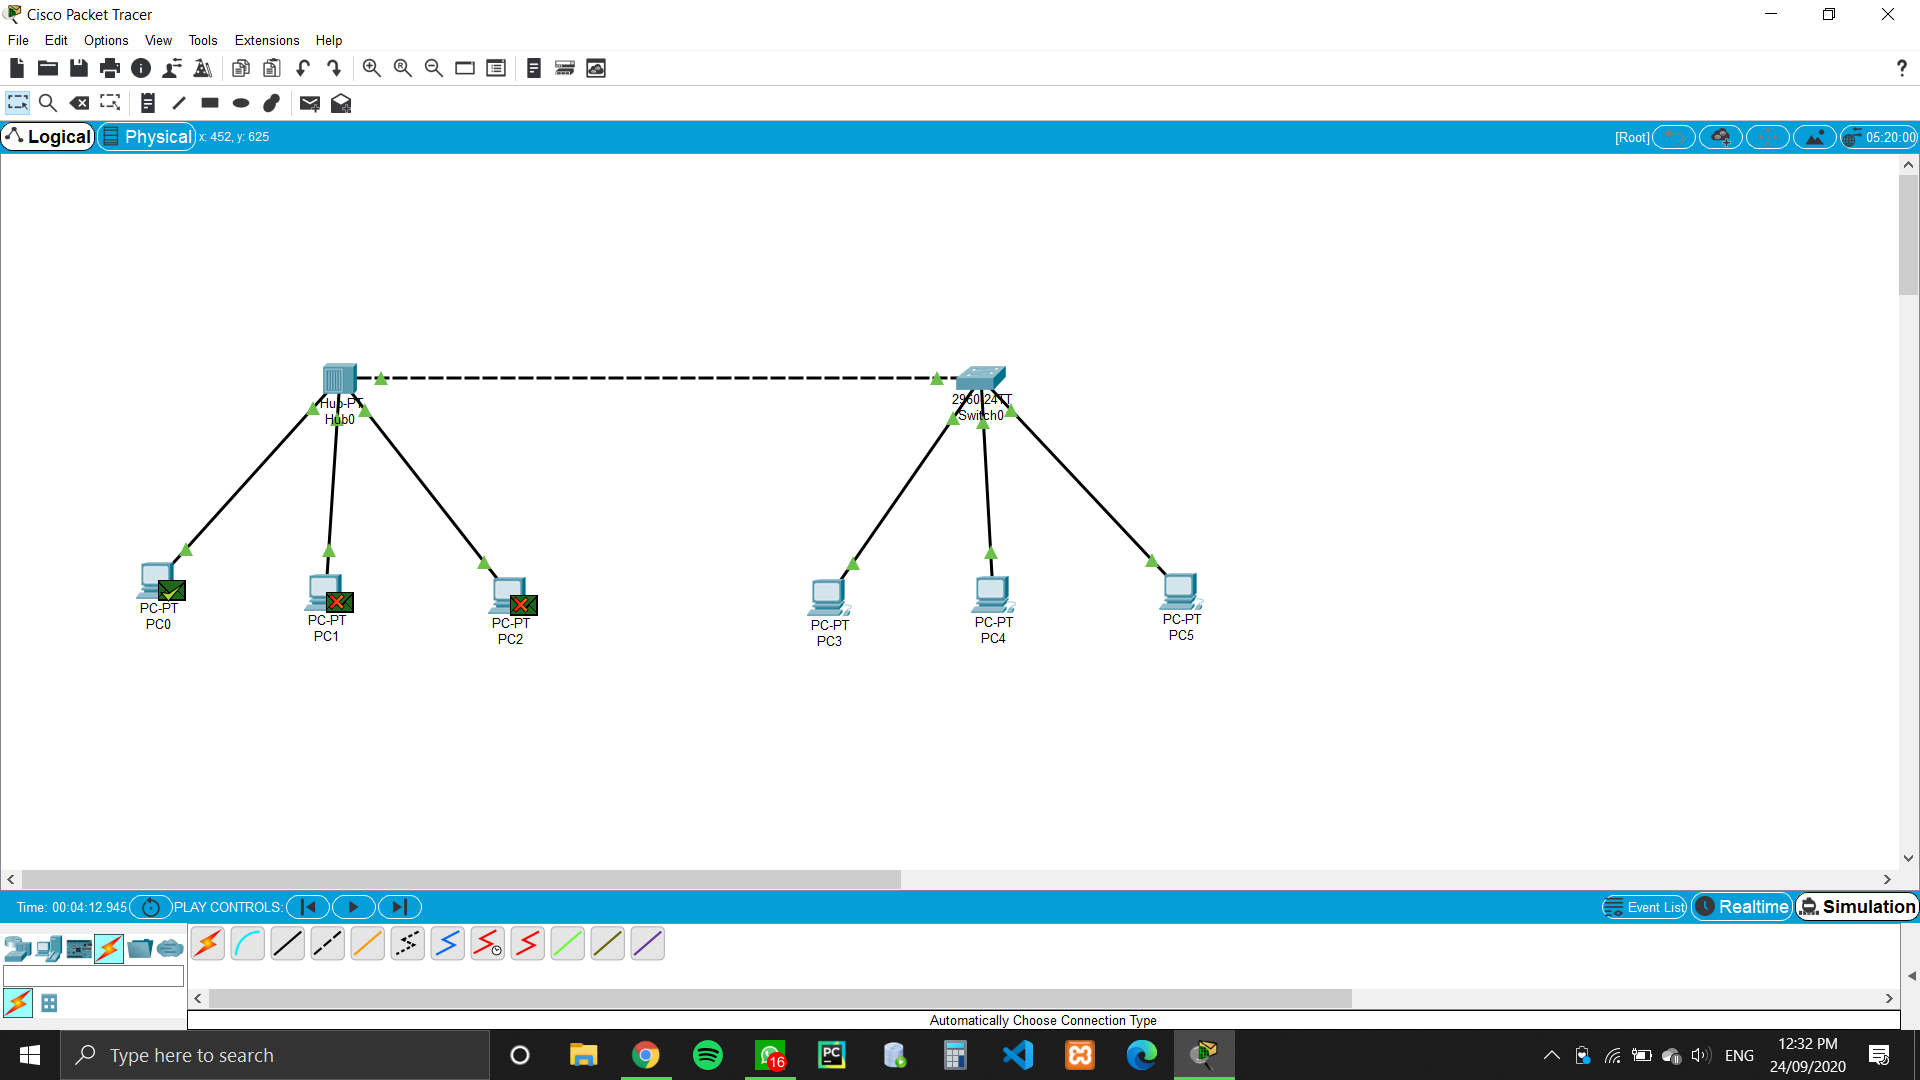 Cisco Packet Tracer
File Edit Options View Tools Extensions Help
?
Logical Physical x: 452, y: 625 [Root] 05:20:00
Hub-PT
Hub0
2960-24TT
Switch0
PC-PT
PC0
PC-PT
PC1
PC-PT
PC2
PC-PT
PC3
PC-PT
PC4
PC-PT
PC5
Time: 00:04:12.945 PLAY CONTROLS: Event List Realtime Simulation
Automatically Choose Connection Type
Type here to search
PC
16
ENG
12:32 PM
24/09/2020